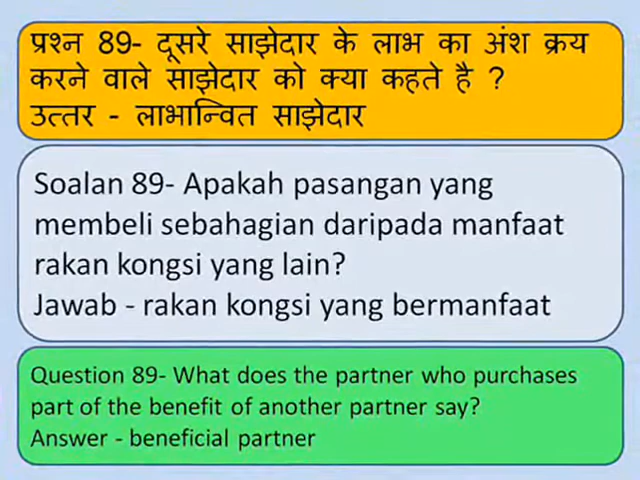 प्रश्न 89- दूसरे साझेदार के लाभ का अंश क्रय
करने वाले साझेदार को क्या कहते है ?
उत्तर - लाभान्वित साझेदार
Soalan 89- Apakah pasangan yang
membeli sebahagian daripada manfaat
rakan kongsi yang lain?
Jawab - rakan kongsi yang bermanfaat
Question 89- What does the partner who purchases
part of the benefit of another partner say?
Answer - beneficial partner